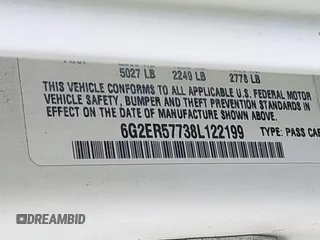 5027 LB 2249 LB 2778 LB
THIS VEHICLE CONFORMS TO ALL APPLICABLE U.S. FEDERAL MOTOR
VEHICLE SAFETY, BUMPER AND THEFT PREVENTION STANDARDS IN
EFFECT ON THE DATE OF MANUFACTURE SHOWN ABOVE.
6G2ER57738L122199 TYPE: PASS CAR
DREAMBID